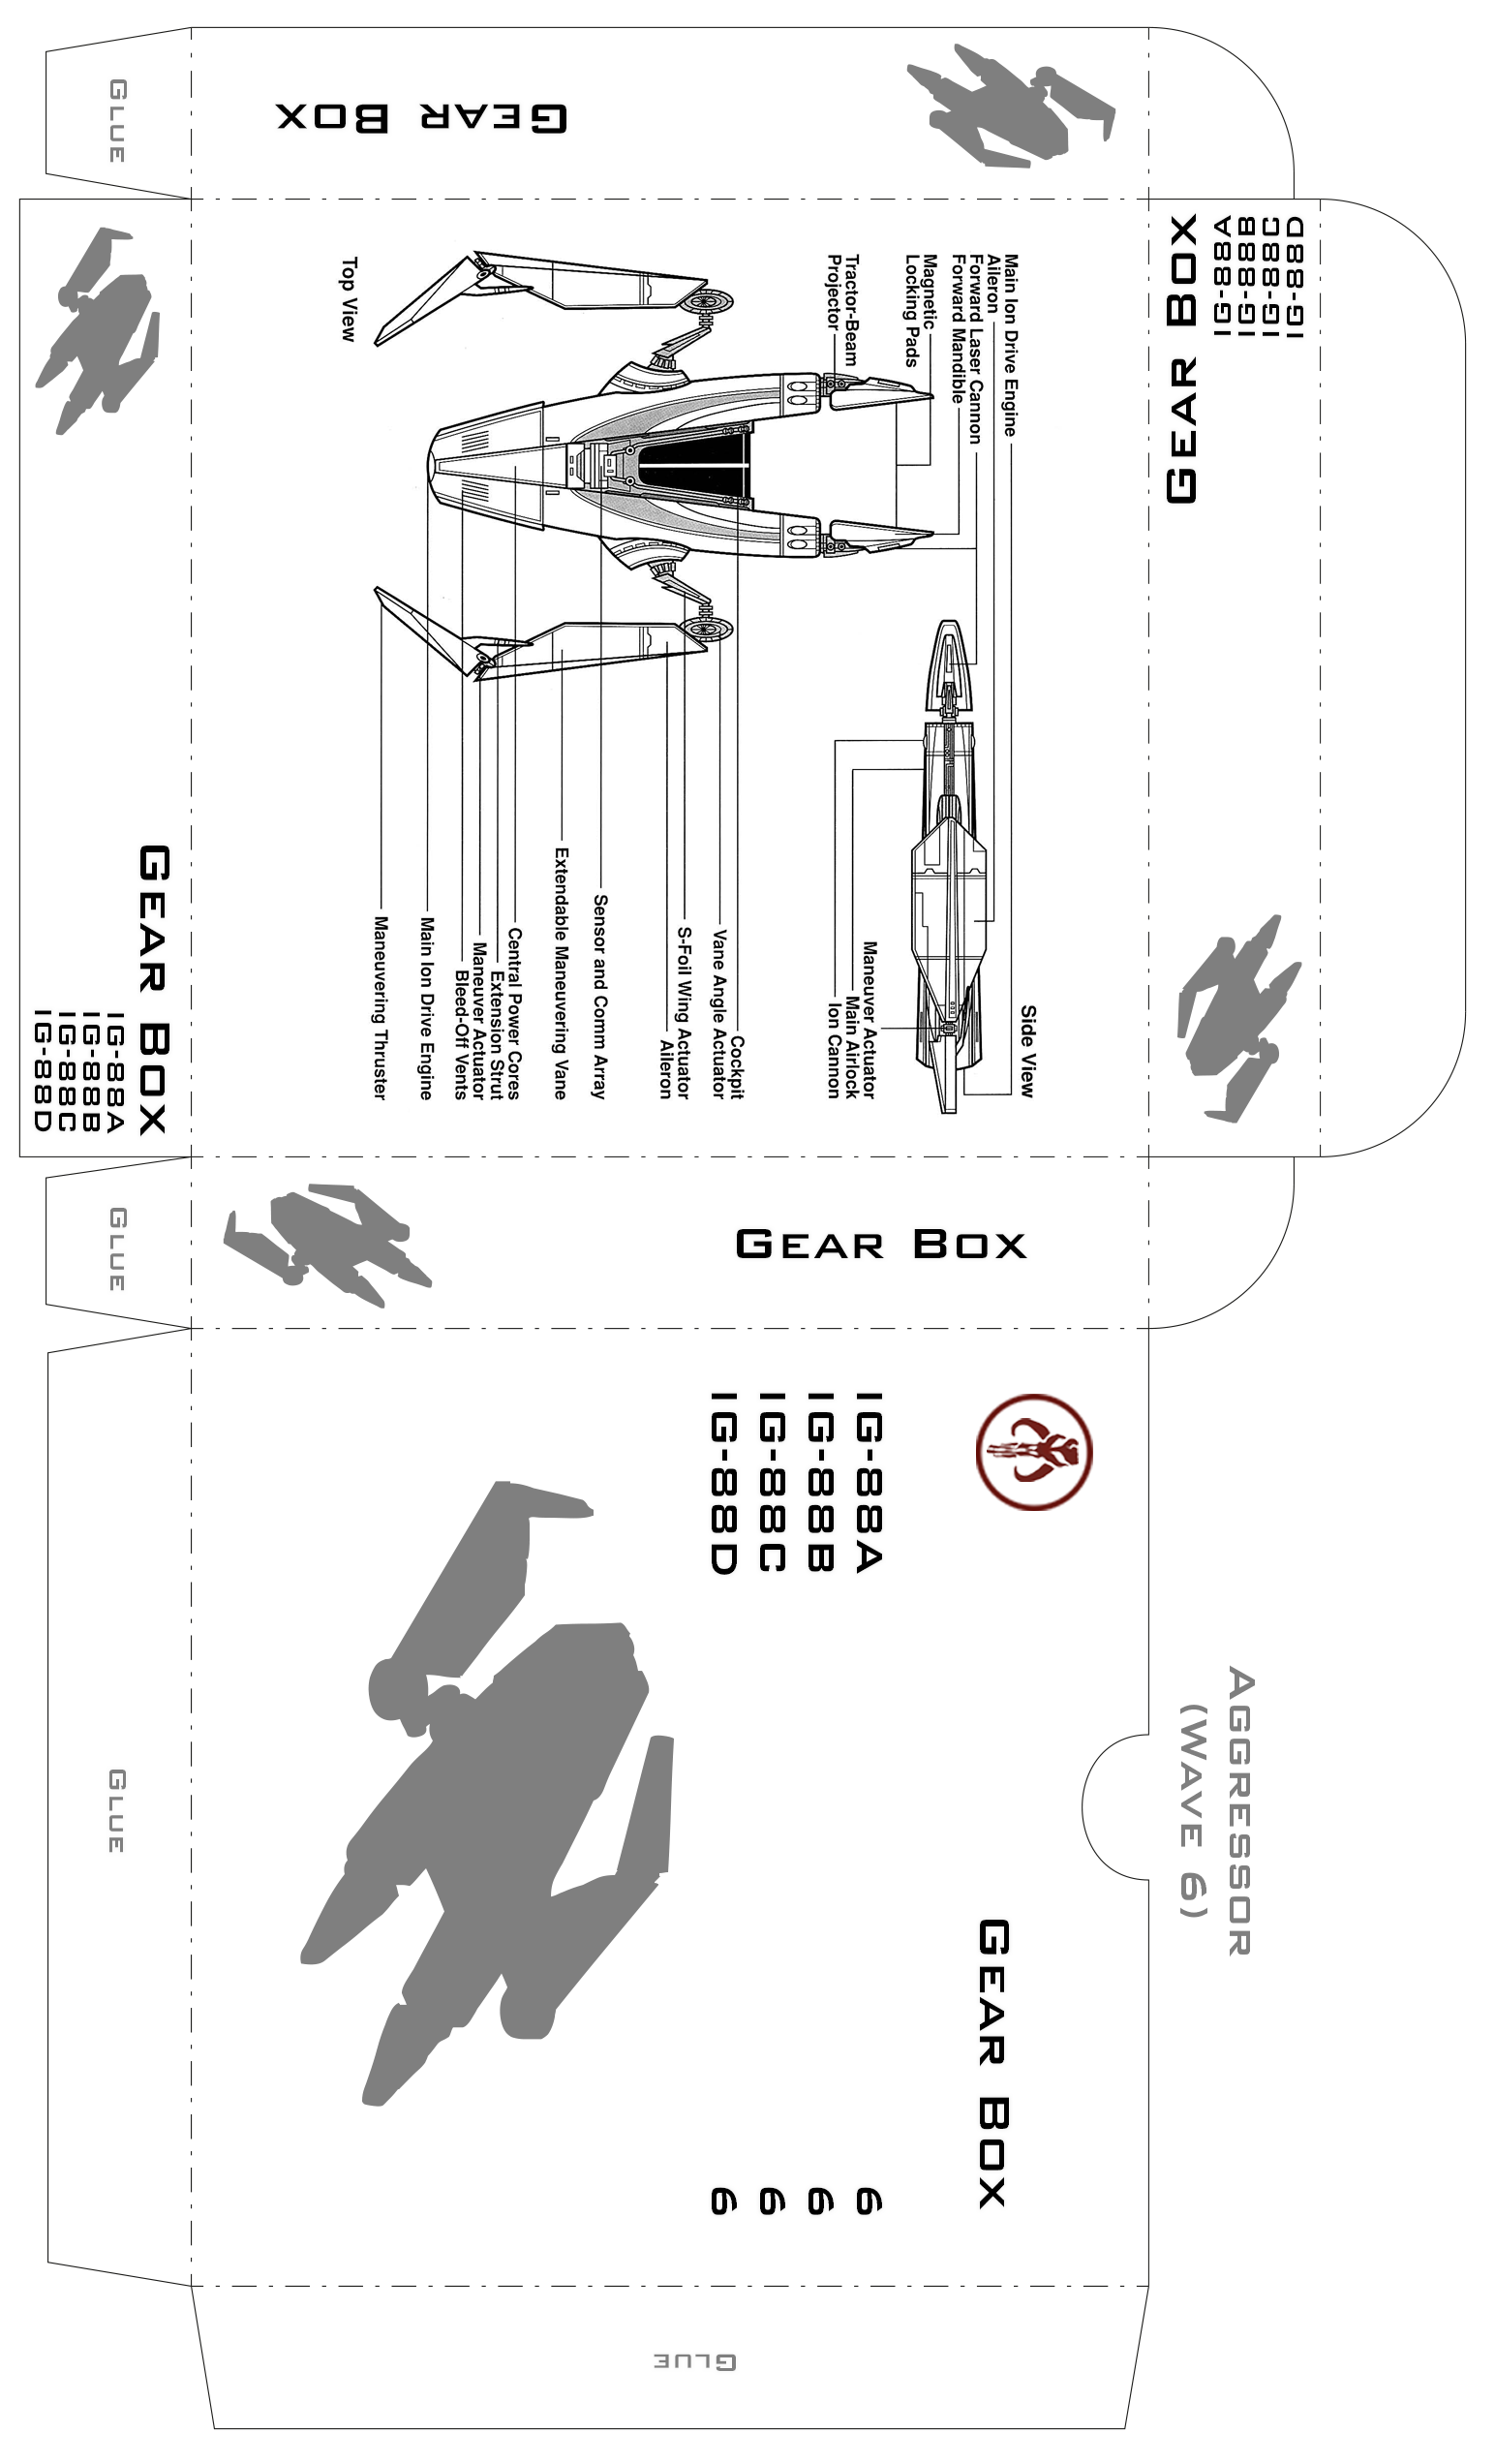 Glue
Gear Box
Gear Box
IG-88A
IG-88B
IG-88C
IG-88D
Main Ion Drive Engine
Aileron
Forward Laser Cannon
Forward Mandible
Magnetic
Locking Pads
Tractor-Beam
Projector
Top View
Side View
Maneuver Actuator
Main Airlock
Ion Cannon
Cockpit
Vane Angle Actuator
S-Foil Wing Actuator
Aileron
Sensor and Comm Array
Extendable Maneuvering Vane
Central Power Cores
Extension Strut
Maneuver Actuator
Bleed-Off Vents
Main Ion Drive Engine
Maneuvering Thruster
Gear Box
IG-88A
IG-88B
IG-88C
IG-88D
Glue
Gear Box
Aggressor
(Wave 6)
Gear Box
IG-88A 6
IG-88B 6
IG-88C 6
IG-88D 6
Glue
Glue